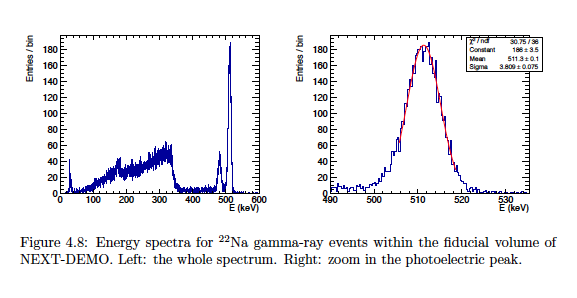 Entries / bin
180
160
140
120
100
80
60
40
20
0
0 100 200 300 400 500 600
E (keV)
Entries / bin
180
160
140
120
100
80
60
40
20
0
490 500 510 520 530
E (keV)
χ² / ndf 30.75 / 36
Constant 186 ± 3.5
Mean 511.3 ± 0.1
Sigma 3.809 ± 0.075
Figure 4.8: Energy spectra for ²²Na gamma-ray events within the fiducial volume of
NEXT-DEMO. Left: the whole spectrum. Right: zoom in the photoelectric peak.